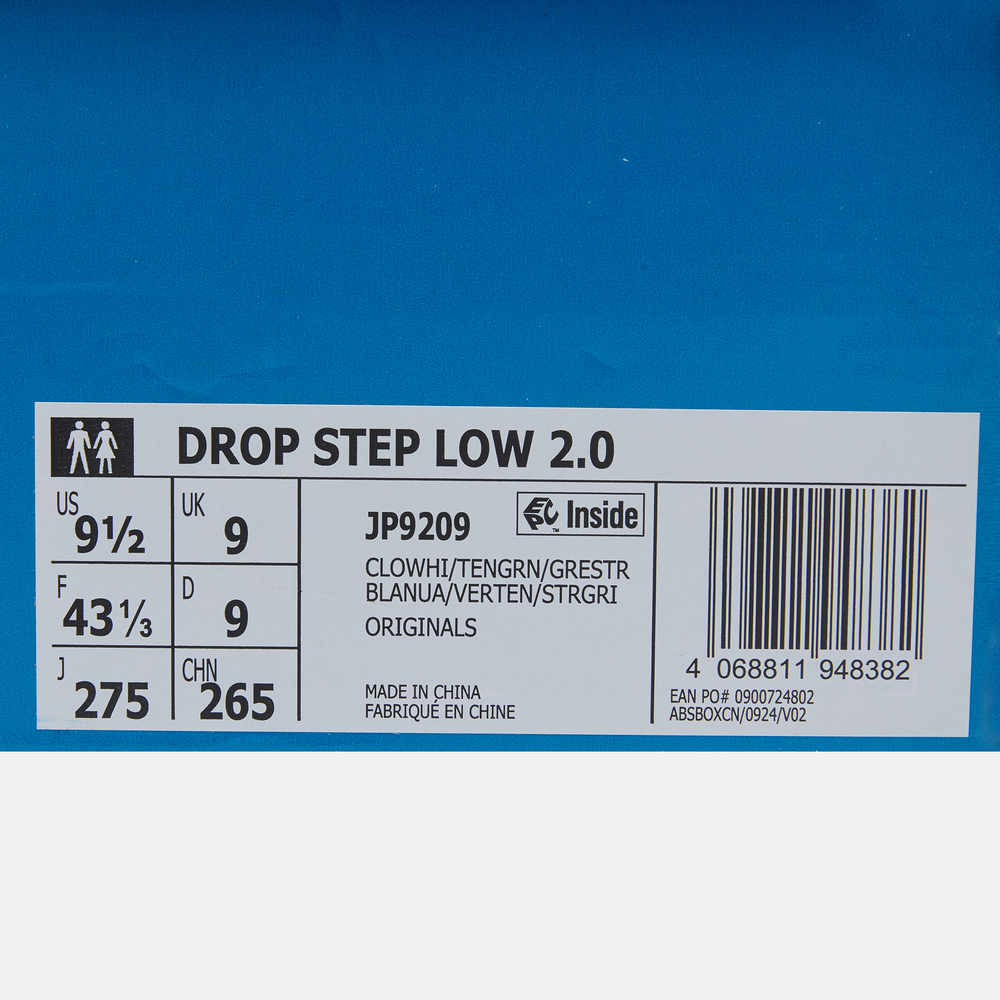 DROP STEP LOW 2.0
US 9½
UK 9
F 43⅓
D 9
J 275
CHN 265
JP9209
EPC Inside
™
CLOWHI/TENGRN/GRESTR
BLANUA/VERTEN/STRGRI
ORIGINALS
MADE IN CHINA
FABRIQUÉ EN CHINE
4 068811 948382
EAN PO# 0900724802
ABSBOXCN/0924/V02